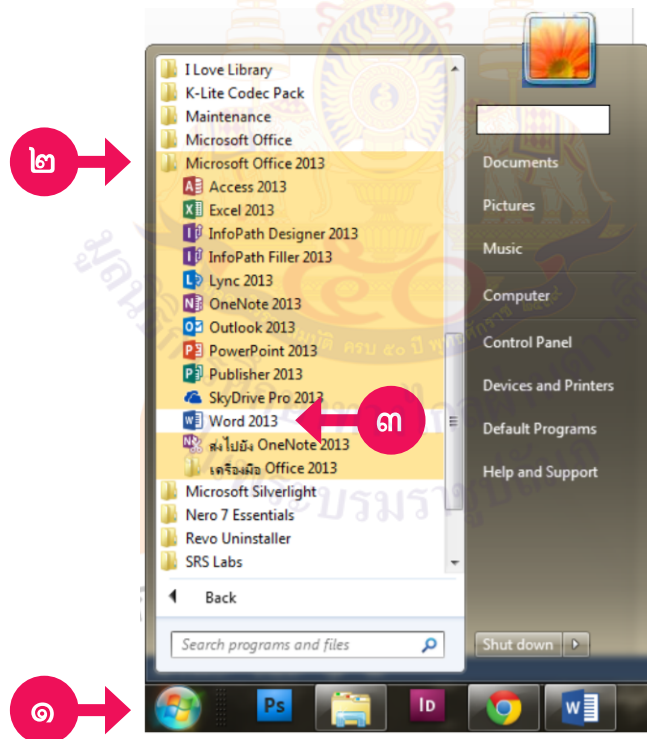 I Love Library
K-Lite Codec Pack
Maintenance
Microsoft Office
๒
Microsoft Office 2013
Access 2013
Excel 2013
InfoPath Designer 2013
InfoPath Filler 2013
Lync 2013
OneNote 2013
Outlook 2013
PowerPoint 2013
Publisher 2013
SkyDrive Pro 2013
Word 2013
๓
ส่งไปยัง OneNote 2013
เครื่องมือ Office 2013
Microsoft Silverlight
Nero 7 Essentials
Revo Uninstaller
SRS Labs
Back
Search programs and files
Documents
Pictures
Music
Computer
Control Panel
Devices and Printers
Default Programs
Help and Support
Shut down
๑
Ps
ID
W